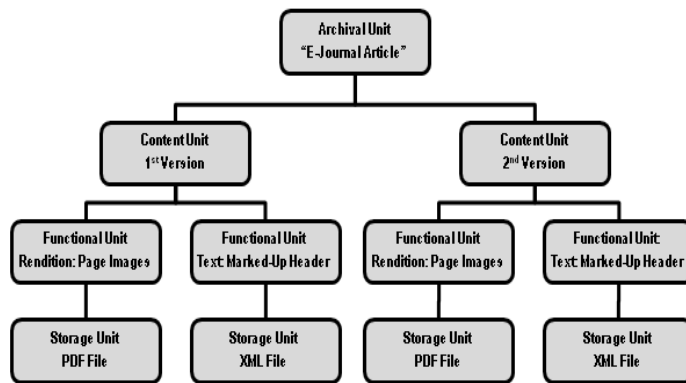 Archival Unit
“E-Journal Article”
Content Unit
1st Version
Content Unit
2nd Version
Functional Unit
Rendition: Page Images
Functional Unit
Text: Marked-Up Header
Functional Unit
Rendition: Page Images
Functional Unit:
Text: Marked-Up Header
Storage Unit
PDF File
Storage Unit
XML File
Storage Unit
PDF File
Storage Unit
XML File